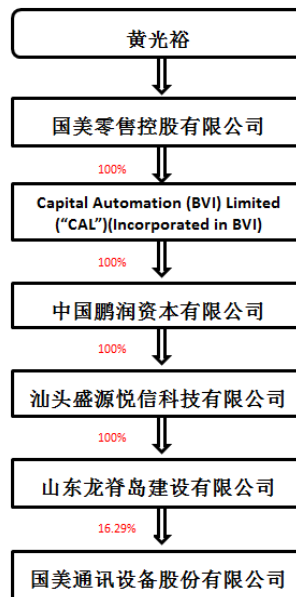 黄光裕
国美零售控股有限公司
100%
Capital Automation (BVI) Limited
(“CAL”)(Incorporated in BVI)
100%
中国鹏润资本有限公司
100%
汕头盛源悦信科技有限公司
100%
山东龙脊岛建设有限公司
16.29%
国美通讯设备股份有限公司